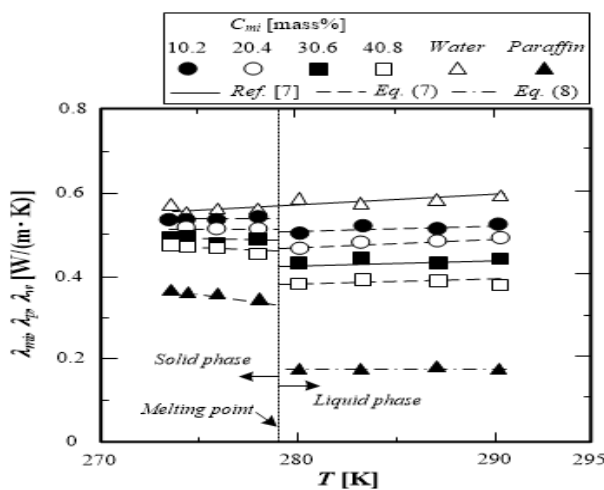 C_mi [mass%]
10.2 20.4 30.6 40.8 Water Paraffin
Ref. [7] Eq. (7) Eq. (8)
0.8
0.6
0.4
0.2
0
λ_mi, λ_p, λ_w [W/(m· K)]
Solid phase
Liquid phase
Melting point
270 280 290 295
T [K]